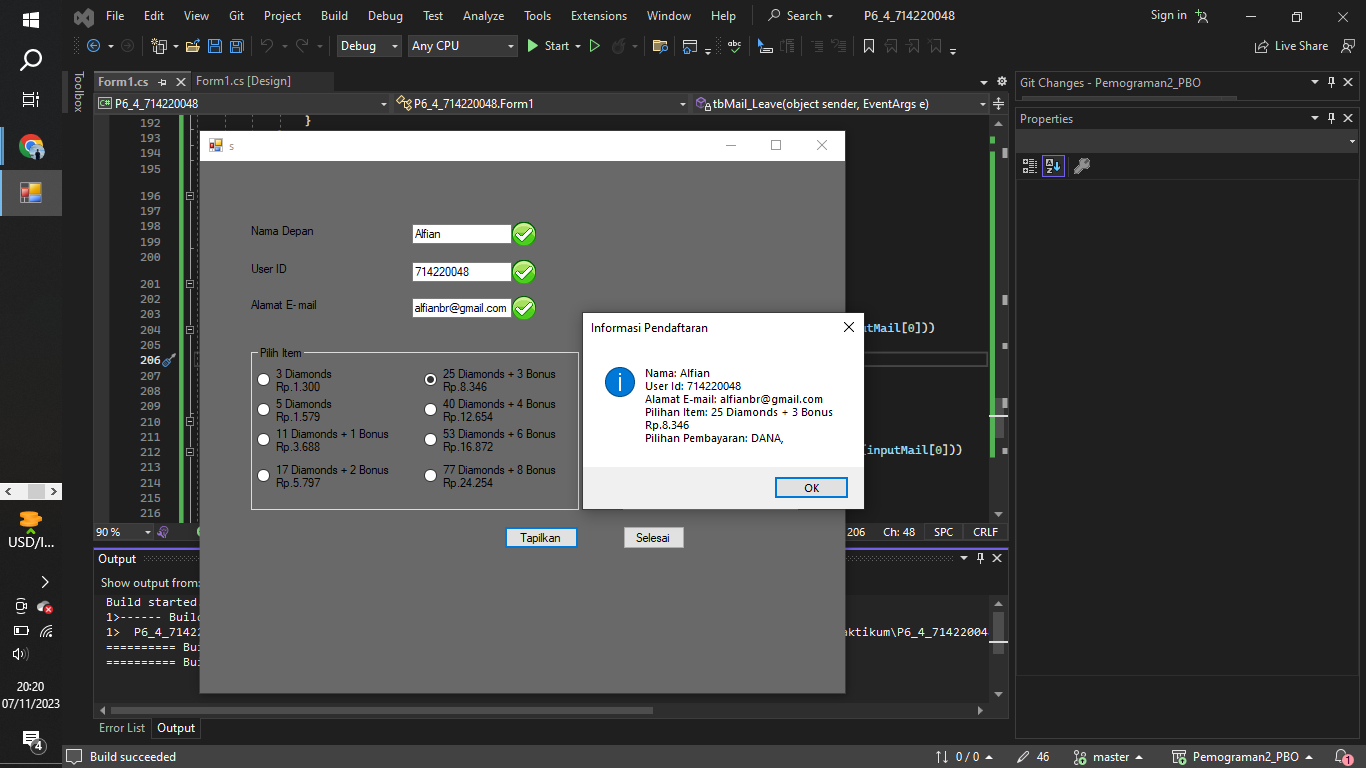 File Edit View Git Project Build Debug Test Analyze Tools Extensions Window Help Search P6_4_714220048 Sign in
Debug Any CPU Start Live Share
Toolbox
Form1.cs Form1.cs [Design]
Git Changes - Pemograman2_PBO
C# P6_4_714220048 P6_4_714220048.Form1 tbMail_Leave(object sender, EventArgs e)
Properties
192 }
193
194
195
196
197
198
199
200
201
202
203
204 utMail[0]))
205
206
207
208
209
210
211
212 (inputMail[0]))
213
214
215
216
s
Nama Depan Alfian
User ID 714220048
Alamat E-mail alfianbr@gmail.com
Pilih Item
3 Diamonds
Rp.1.300
5 Diamonds
Rp.1.579
11 Diamonds + 1 Bonus
Rp.3.688
17 Diamonds + 2 Bonus
Rp.5.797
25 Diamonds + 3 Bonus
Rp.8.346
40 Diamonds + 4 Bonus
Rp.12.654
53 Diamonds + 6 Bonus
Rp.16.872
77 Diamonds + 8 Bonus
Rp.24.254
Tapilkan Selesai
Informasi Pendaftaran
Nama: Alfian
User Id: 714220048
Alamat E-mail: alfianbr@gmail.com
Pilihan Item: 25 Diamonds + 3 Bonus
Rp.8.346
Pilihan Pembayaran: DANA,
OK
90 % 206 Ch: 48 SPC CRLF
Output
Show output from:
Build started
1>------ Buil
1> P6_4_7142 aktikum\P6_4_71422004
========== Bui
========== Bui
Error List Output
Build succeeded 0 / 0 46 master Pemograman2_PBO 1
USD/I...
20:20
07/11/2023
4